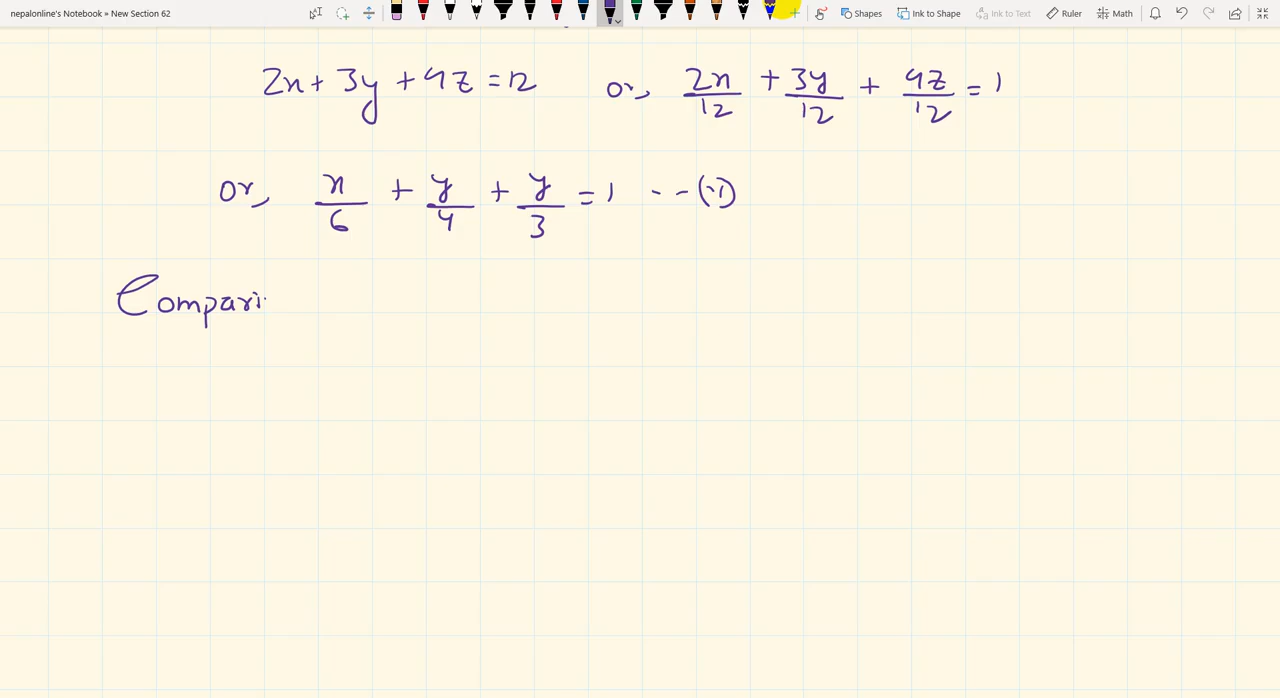 nepalonline's Notebook » New Section 62
Shapes Ink to Shape Ink to Text Ruler Math
2x + 3y + 4z = 12 or, 2x/12 + 3y/12 + 4z/12 = 1
or, x/6 + y/4 + y/3 = 1 - - (i)
Compari